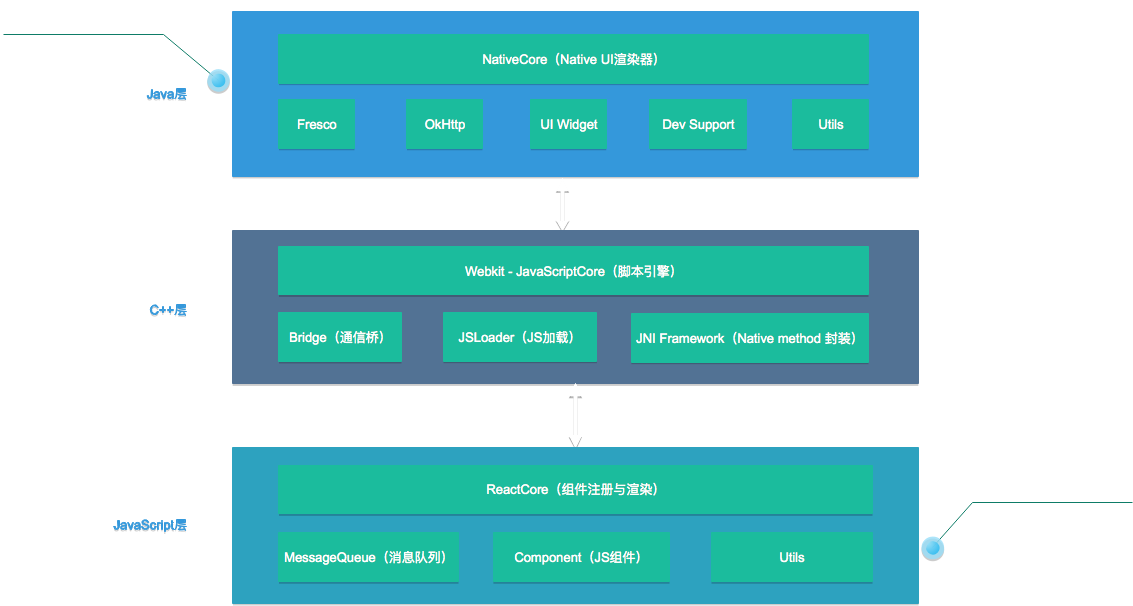 NativeCore（Native UI渲染器）
Java层
Fresco
OkHttp
UI Widget
Dev Support
Utils
Webkit - JavaScriptCore（脚本引擎）
C++层
Bridge（通信桥）
JSLoader（JS加载）
JNI Framework（Native method 封装）
ReactCore（组件注册与渲染）
JavaScript层
MessageQueue（消息队列）
Component（JS组件）
Utils